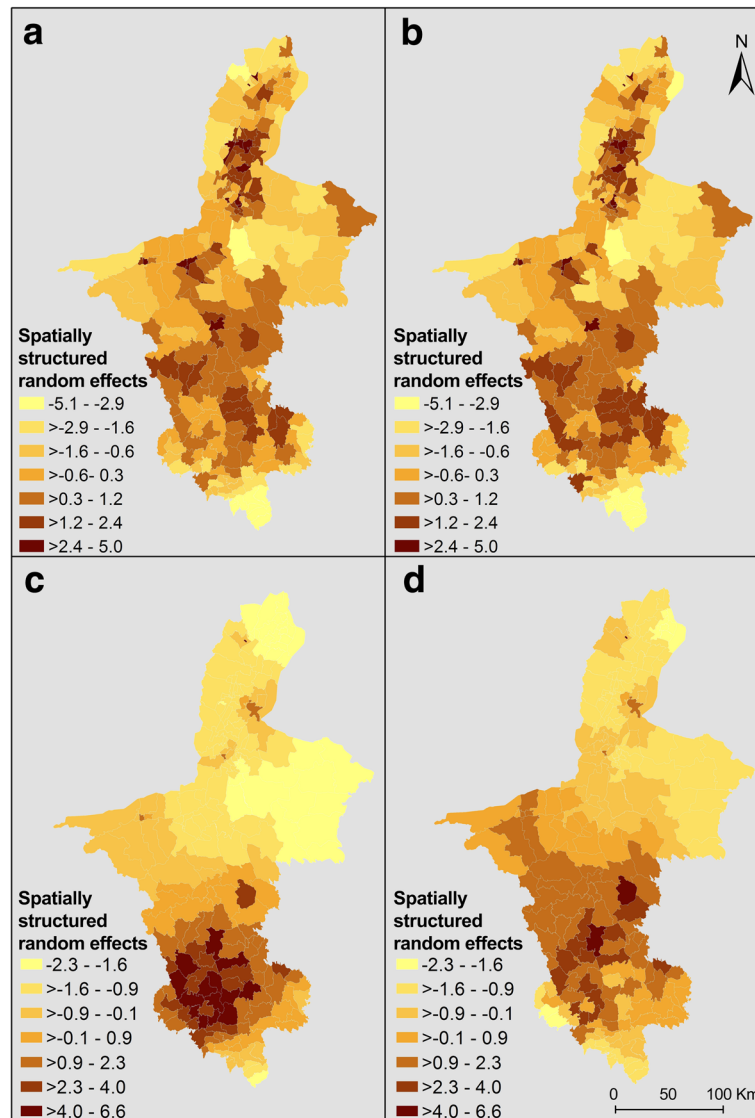 a
b
N
Spatially
structured
random effects
-5.1 - -2.9
>-2.9 - -1.6
>-1.6 - -0.6
>-0.6- 0.3
>0.3 - 1.2
>1.2 - 2.4
>2.4 - 5.0
Spatially
structured
random effects
-5.1 - -2.9
>-2.9 - -1.6
>-1.6 - -0.6
>-0.6- 0.3
>0.3 - 1.2
>1.2 - 2.4
>2.4 - 5.0
c
d
Spatially
structured
random effects
-2.3 - -1.6
>-1.6 - -0.9
>-0.9 - -0.1
>-0.1 - 0.9
>0.9 - 2.3
>2.3 - 4.0
>4.0 - 6.6
Spatially
structured
random effects
-2.3 - -1.6
>-1.6 - -0.9
>-0.9 - -0.1
>-0.1 - 0.9
>0.9 - 2.3
>2.3 - 4.0
>4.0 - 6.6
0 50 100 Km